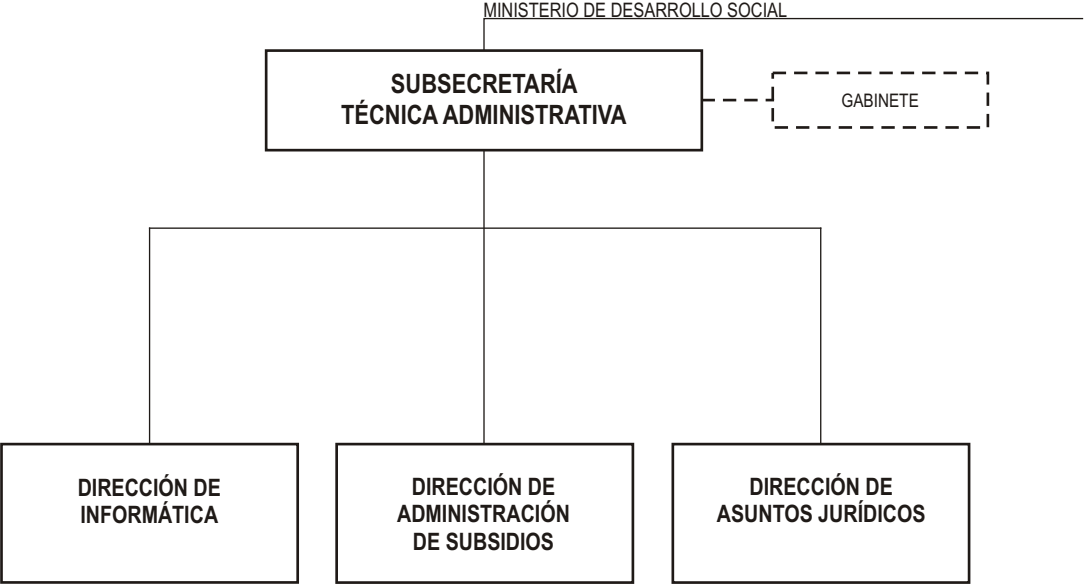 MINISTERIO DE DESARROLLO SOCIAL
SUBSECRETARÍA
TÉCNICA ADMINISTRATIVA
GABINETE
DIRECCIÓN DE
INFORMÁTICA
DIRECCIÓN DE
ADMINISTRACIÓN
DE SUBSIDIOS
DIRECCIÓN DE
ASUNTOS JURÍDICOS